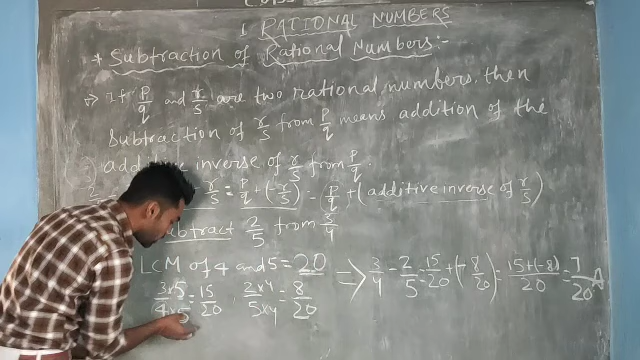 1. RATIONAL NUMBERS
* Subtraction of Rational Numbers:-
⇒ If p/q and r/s are two rational numbers, then
subtraction of r/s from p/q means addition of the
additive inverse of r/s from p/q.
r/s = p/q + (-r/s) = p/q + (additive inverse of r/s)
Subtract 2/5 from 3/4
LCM of 4 and 5 = 20
3×5/4×5 = 15/20, 2×4/5×4 = 8/20
⇒ 3/4 - 2/5 = 15/20 + (-8/20) = 15+(-8)/20 = 7/20